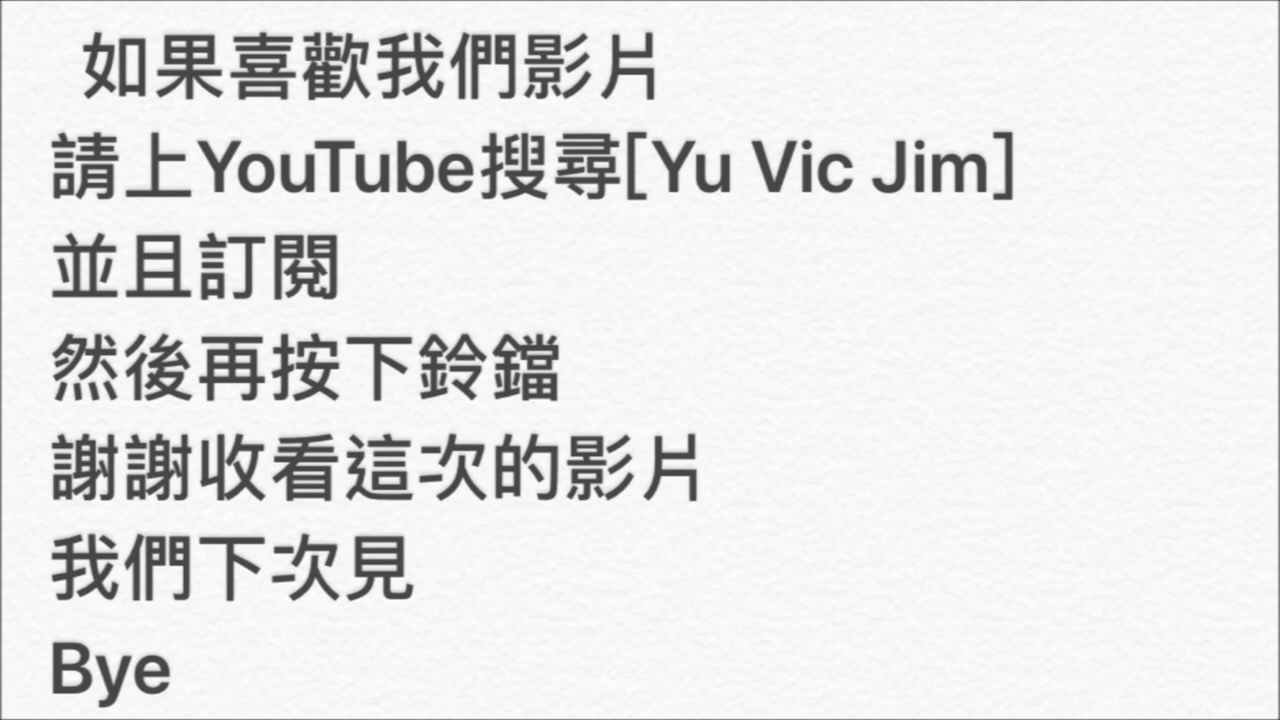 如果喜歡我們影片
請上YouTube搜尋[Yu Vic Jim]
並且訂閱
然後再按下鈴鐺
謝謝收看這次的影片
我們下次見
Bye